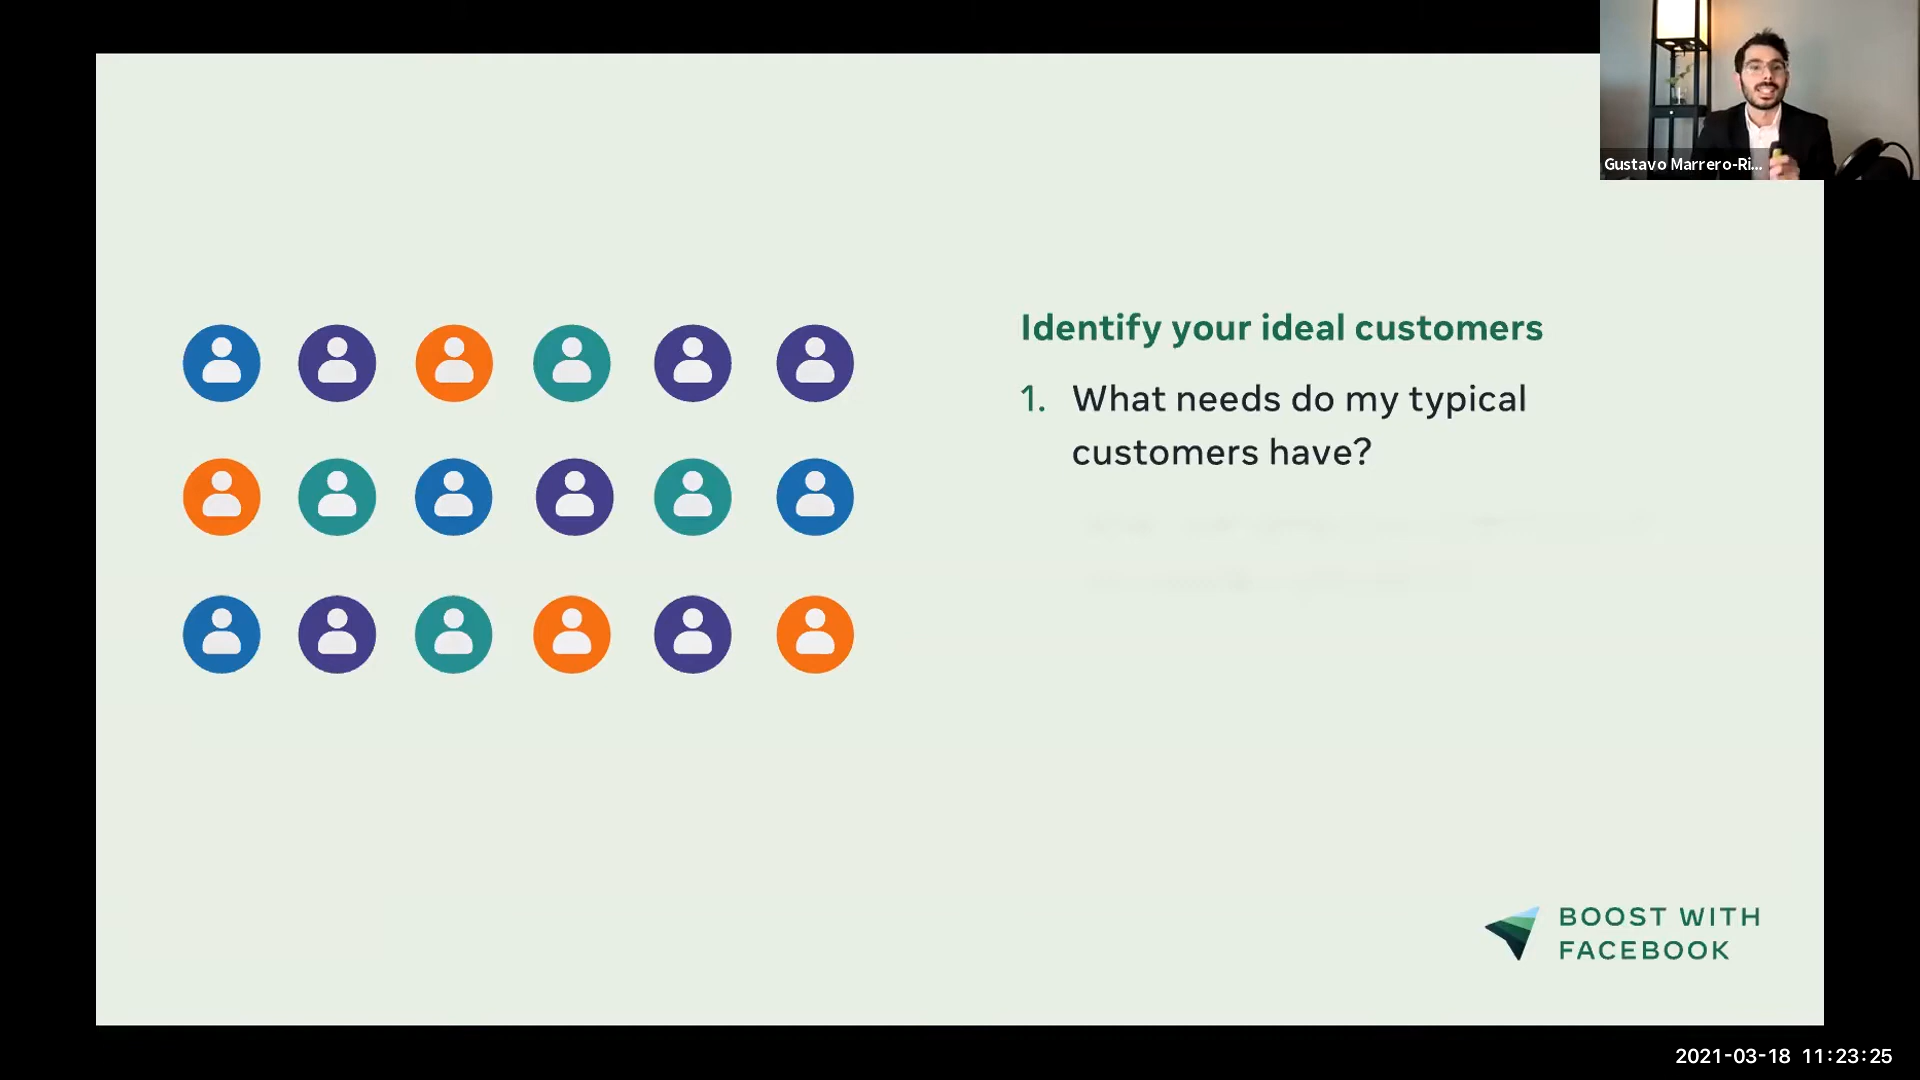 Gustavo Marrero-Ri...
Identify your ideal customers
1. What needs do my typical
customers have?
BOOST WITH
FACEBOOK
2021-03-18 11:23:25